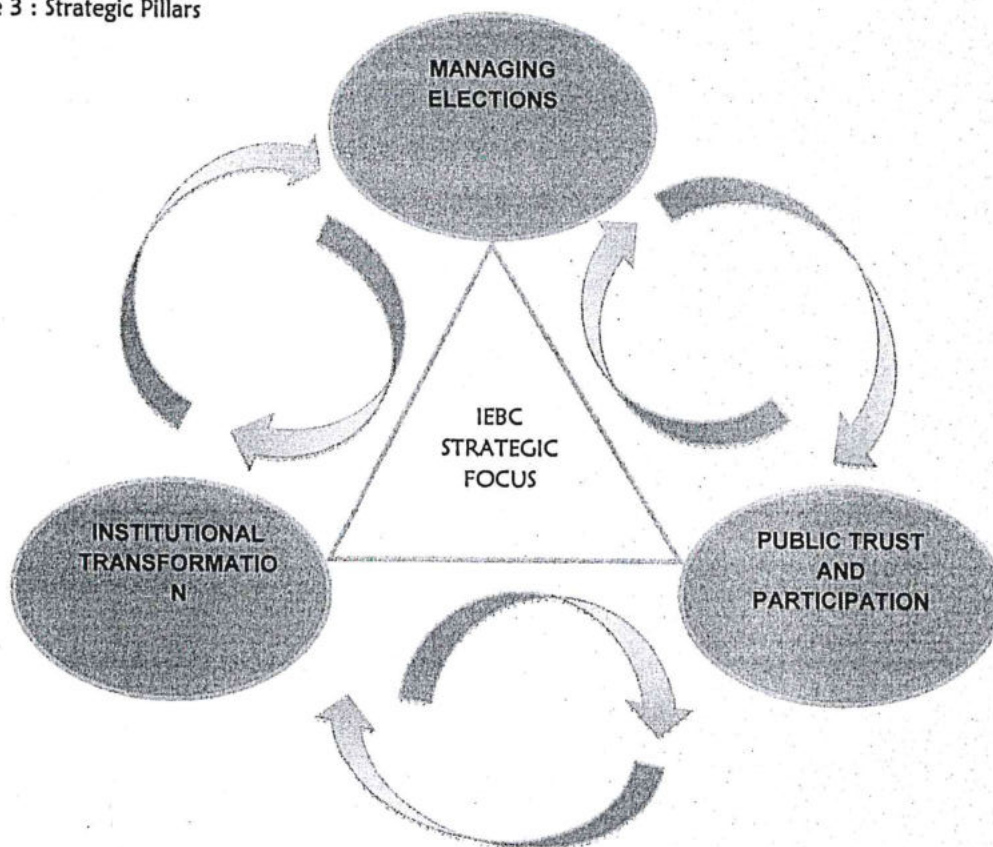 3 : Strategic Pillars
MANAGING
ELECTIONS
IEBC
STRATEGIC
FOCUS
INSTITUTIONAL
TRANSFORMATIO
N
PUBLIC TRUST
AND
PARTICIPATION